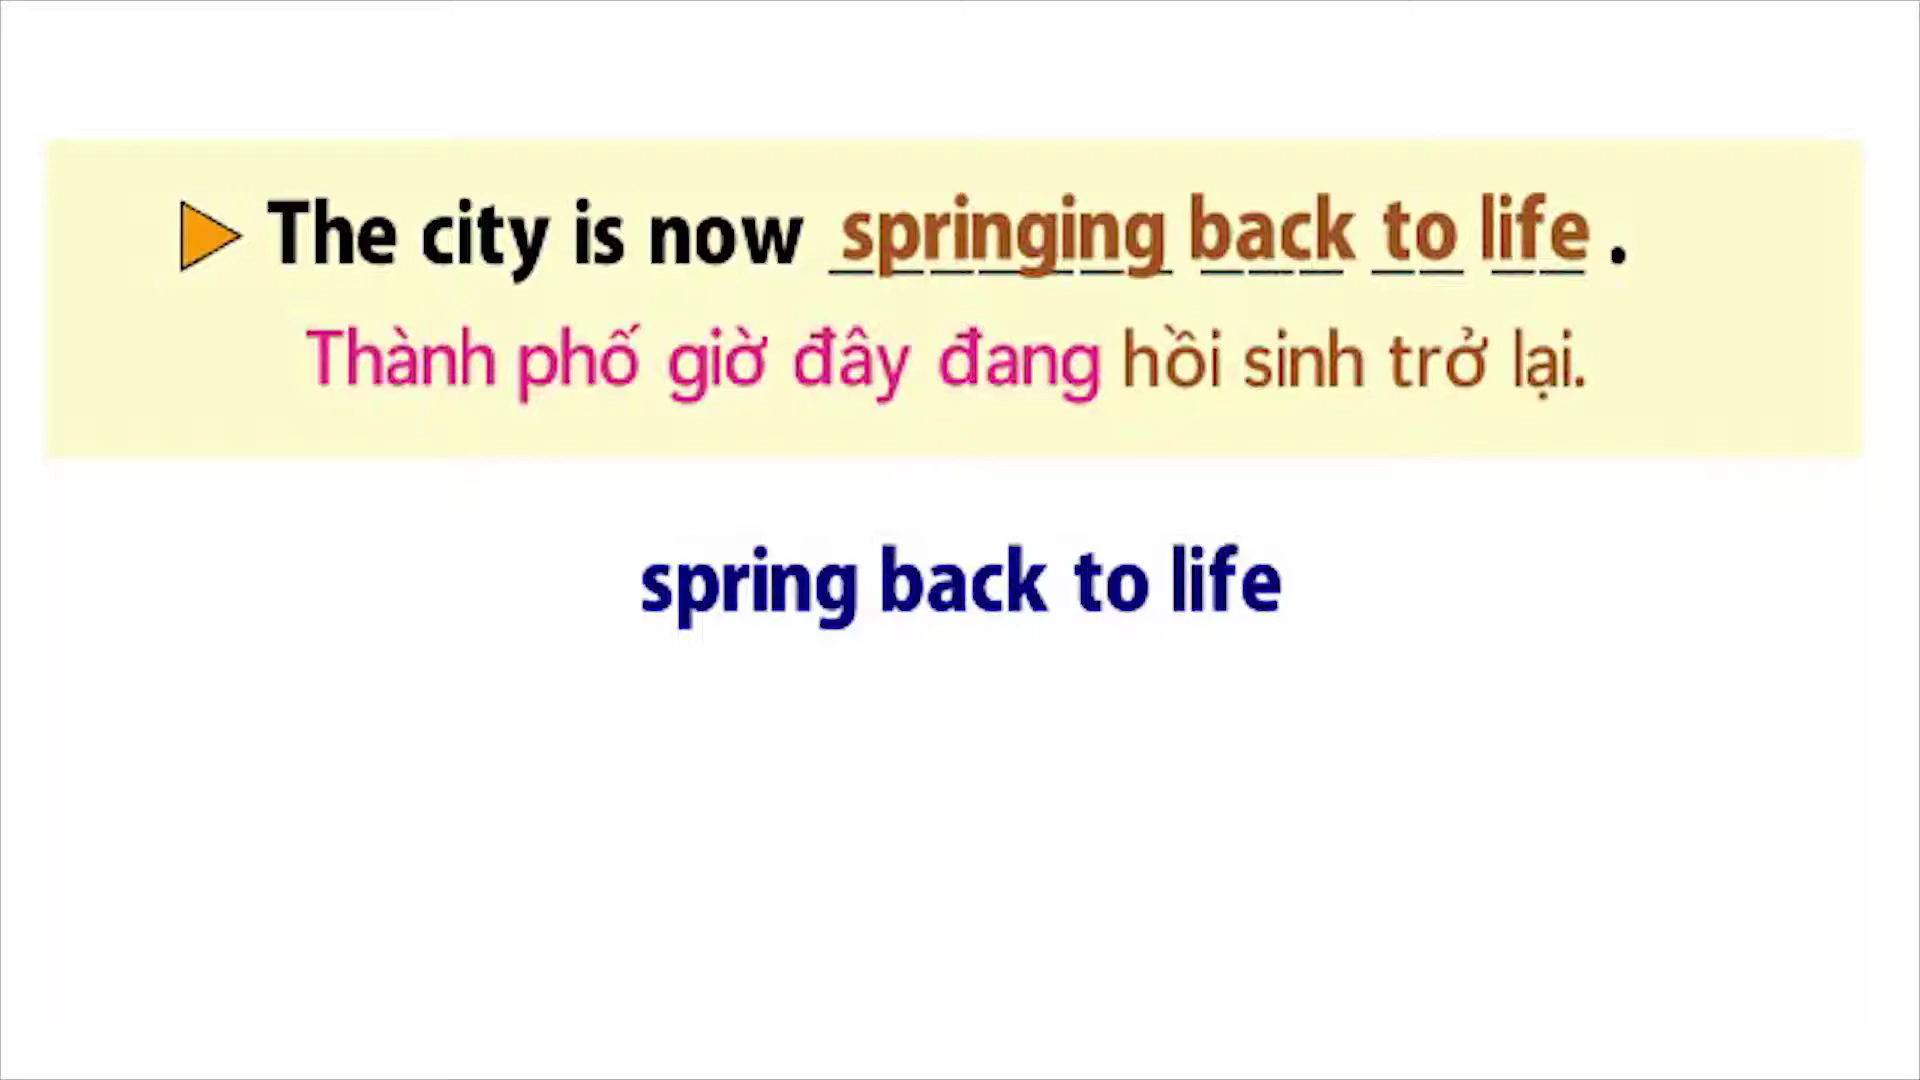 The city is now springing back to life .
Thành phố giờ đây đang hồi sinh trở lại.
spring back to life